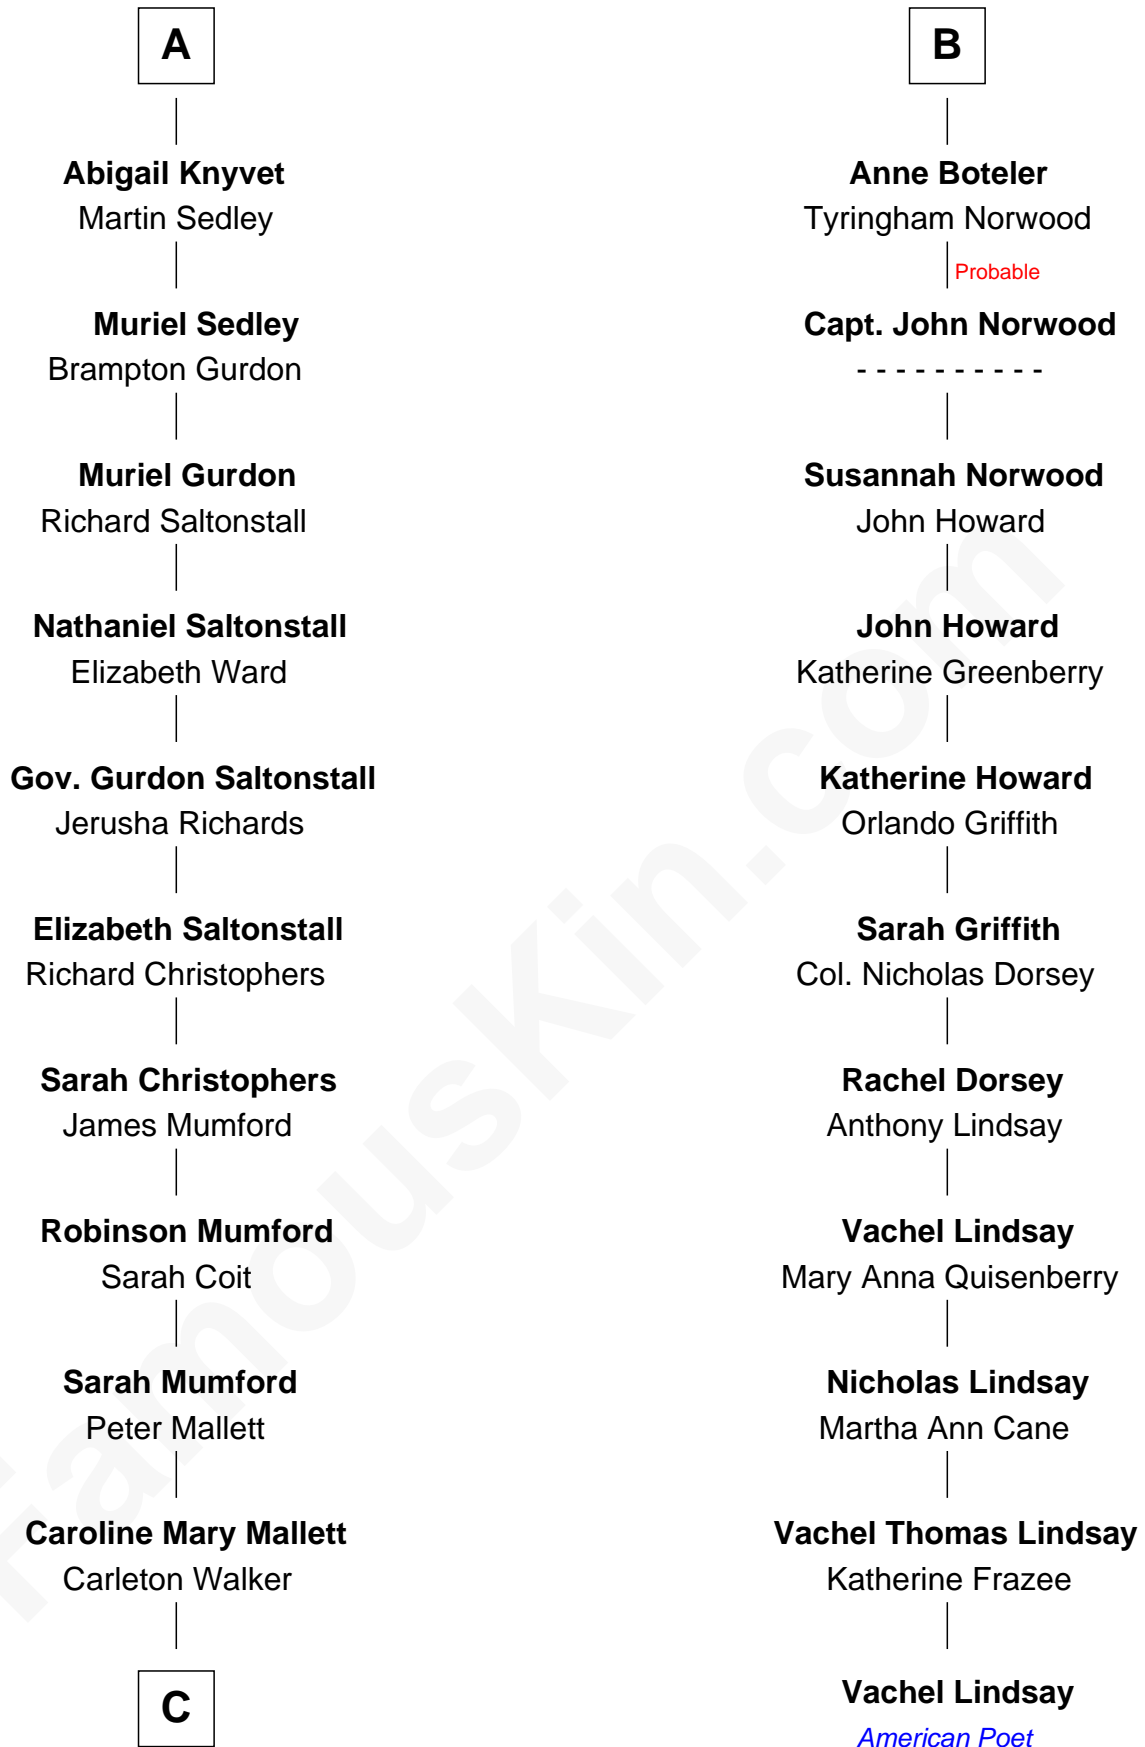 A
Abigail Knyvet
Martin Sedley
Muriel Sedley
Brampton Gurdon
Muriel Gurdon
Richard Saltonstall
Nathaniel Saltonstall
Elizabeth Ward
Gov. Gurdon Saltonstall
Jerusha Richards
Elizabeth Saltonstall
Richard Christophers
Sarah Christophers
James Mumford
Robinson Mumford
Sarah Coit
Sarah Mumford
Peter Mallett
Caroline Mary Mallett
Carleton Walker
C
B
Anne Boteler
Tyringham Norwood
Probable
Capt. John Norwood
- - - - - - - - - -
Susannah Norwood
John Howard
John Howard
Katherine Greenberry
Katherine Howard
Orlando Griffith
Sarah Griffith
Col. Nicholas Dorsey
Rachel Dorsey
Anthony Lindsay
Vachel Lindsay
Mary Anna Quisenberry
Nicholas Lindsay
Martha Ann Cane
Vachel Thomas Lindsay
Katherine Frazee
Vachel Lindsay
American Poet
FamousKin.com